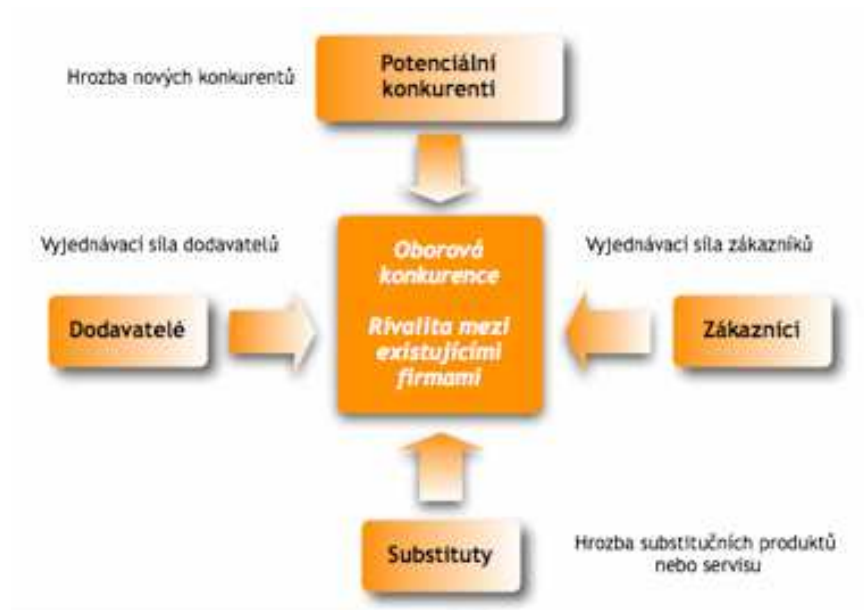 Hrozba nových konkurentů
Potenciální
konkurenti
Vyjednávací síla dodavatelů
Vyjednávací síla zákazníků
Oborová
konkurence
Rivalita mezi
existujícími
firmami
Dodavatelé
Zákazníci
Substituty
Hrozba substitučních produktů
nebo servisu